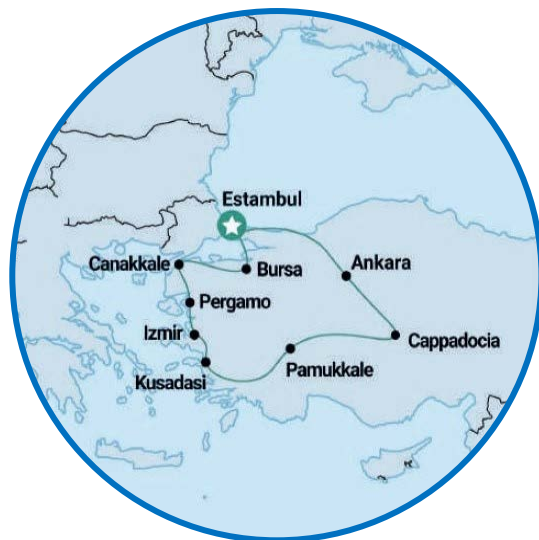 Estambul
Canakkale
Bursa
Ankara
Pergamo
Izmir
Cappadocia
Pamukkale
Kusadasi